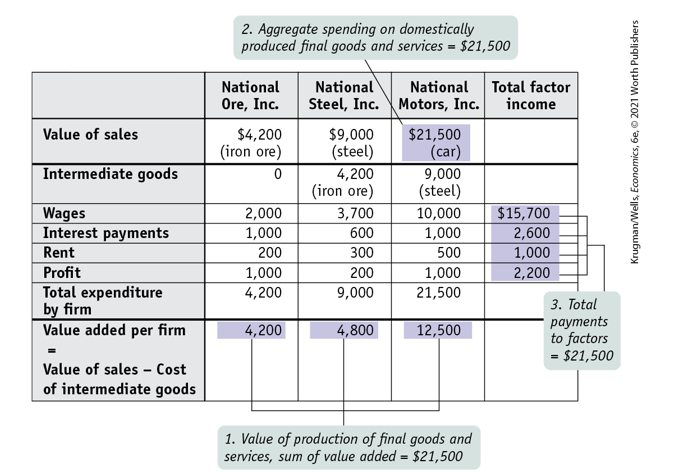 2. Aggregate spending on domestically
produced final goods and services = $21,500
National Ore, Inc. National Steel, Inc. National Motors, Inc. Total factor income
Value of sales $4,200 (iron ore) $9,000 (steel) $21,500 (car)
Intermediate goods 0 4,200 (iron ore) 9,000 (steel)
Wages 2,000 3,700 10,000 $15,700
Interest payments 1,000 600 1,000 2,600
Rent 200 300 500 1,000
Profit 1,000 200 1,000 2,200
Total expenditure by firm 4,200 9,000 21,500
Value added per firm 4,200 4,800 12,500
=
Value of sales – Cost
of intermediate goods
3. Total
payments
to factors
= $21,500
1. Value of production of final goods and
services, sum of value added = $21,500
Krugman/Wells, Economics, 6e, © 2021 Worth Publishers